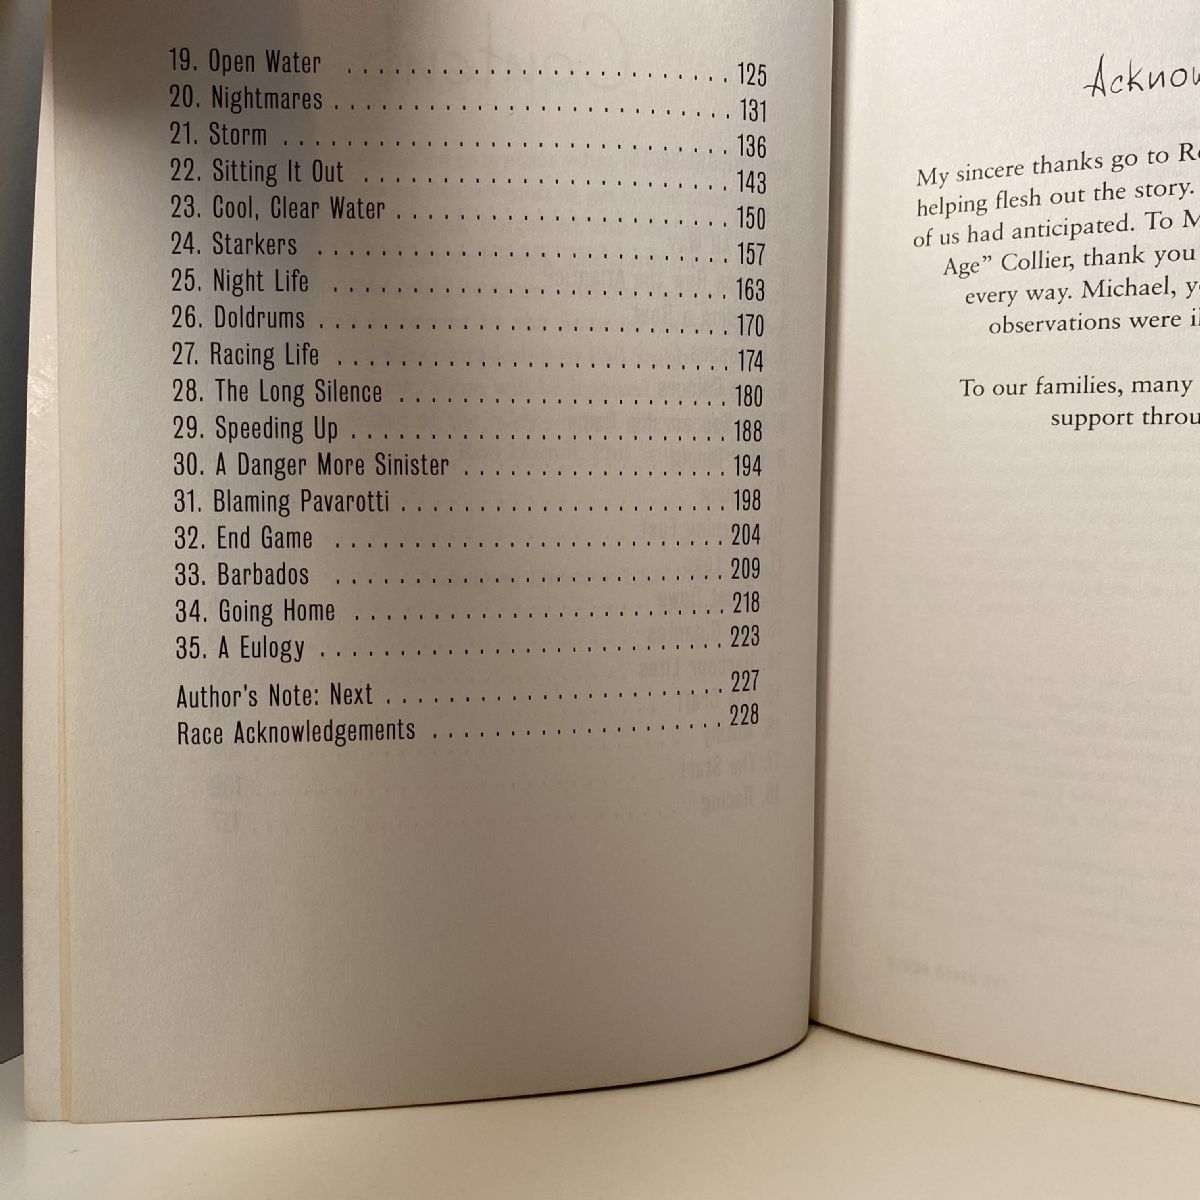 19. Open Water . . . . . . . . . . . . . . . . . . . . . . . . 125
20. Nightmares . . . . . . . . . . . . . . . . . . . . . . . . . 131
21. Storm . . . . . . . . . . . . . . . . . . . . . . . . . . . . 136
22. Sitting It Out . . . . . . . . . . . . . . . . . . . . . . . 143
23. Cool, Clear Water . . . . . . . . . . . . . . . . . . . . . 150
24. Starkers . . . . . . . . . . . . . . . . . . . . . . . . . . 157
25. Night Life . . . . . . . . . . . . . . . . . . . . . . . . . 163
26. Doldrums . . . . . . . . . . . . . . . . . . . . . . . . . . 170
27. Racing Life . . . . . . . . . . . . . . . . . . . . . . . . . 174
28. The Long Silence . . . . . . . . . . . . . . . . . . . . . 180
29. Speeding Up . . . . . . . . . . . . . . . . . . . . . . . . 188
30. A Danger More Sinister . . . . . . . . . . . . . . . . . 194
31. Blaming Pavarotti . . . . . . . . . . . . . . . . . . . . . 198
32. End Game . . . . . . . . . . . . . . . . . . . . . . . . . 204
33. Barbados . . . . . . . . . . . . . . . . . . . . . . . . . 209
34. Going Home . . . . . . . . . . . . . . . . . . . . . . . . 218
35. A Eulogy . . . . . . . . . . . . . . . . . . . . . . . . . . 223
Author's Note: Next . . . . . . . . . . . . . . . . . . . . . . 227
Race Acknowledgements . . . . . . . . . . . . . . . . . . . 228
My sincere thanks go to
helping flesh out the story.
of us had anticipated. To
Age” Collier, thank you
every way. Michael,
observations were
To our families, many
support